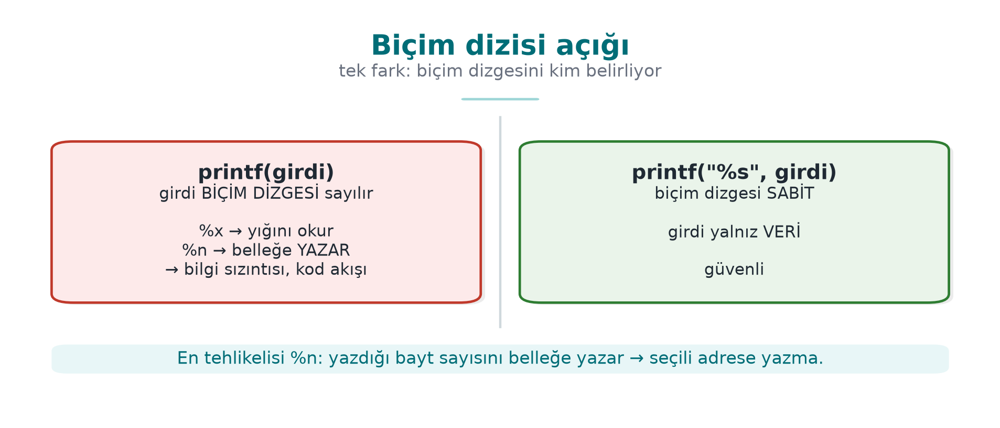 Biçim dizisi açığı
tek fark: biçim dizgesini kim belirliyor
printf(girdi)
girdi BİÇİM DİZGESİ sayılır
%x → yığını okur
%n → belleğe YAZAR
→ bilgi sızıntısı, kod akışı
printf("%s", girdi)
biçim dizgesi SABİT
girdi yalnız VERİ
güvenli
En tehlikelisi %n: yazdığı bayt sayısını belleğe yazar → seçili adrese yazma.